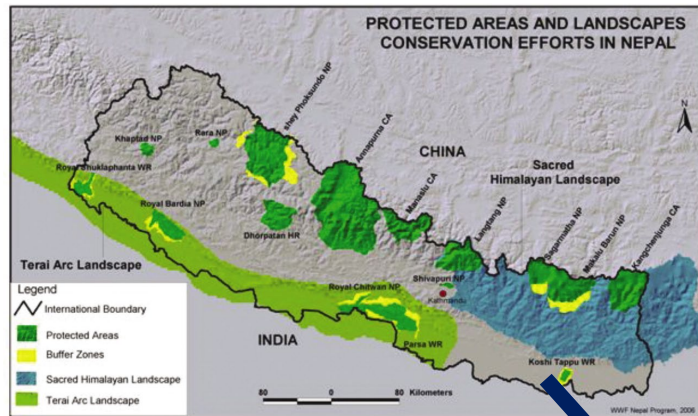 PROTECTED AREAS AND LANDSCAPES
CONSERVATION EFFORTS IN NEPAL
shey Phoksundo NP
Rara NP
Khaptad NP
Annapurna CA
N
CHINA
Royal Shuklaphanta WR
Manaslu CA
Sacred
Himalayan Landscape
Royal Bardia NP
Langtang NP
Sagarmatha NP
Makalu Barun NP
Kangchenjunga CA
Dhorpatan HR
Terai Arc Landscape
Shivapuri NP
Kathmandu
Royal Chitwan NP
Legend
International Boundary
Protected Areas
Buffer Zones
Sacred Himalayan Landscape
Terai Arc Landscape
INDIA
Parsa WR
Koshi Tappu WR
80 0 80 Kilometers
WWF Nepal Program, 2006